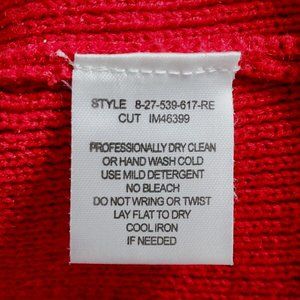 STYLE 8-27-539-617-RE
CUT IM46399
PROFESSIONALLY DRY CLEAN
OR HAND WASH COLD
USE MILD DETERGENT
NO BLEACH
DO NOT WRING OR TWIST
LAY FLAT TO DRY
COOL IRON
IF NEEDED